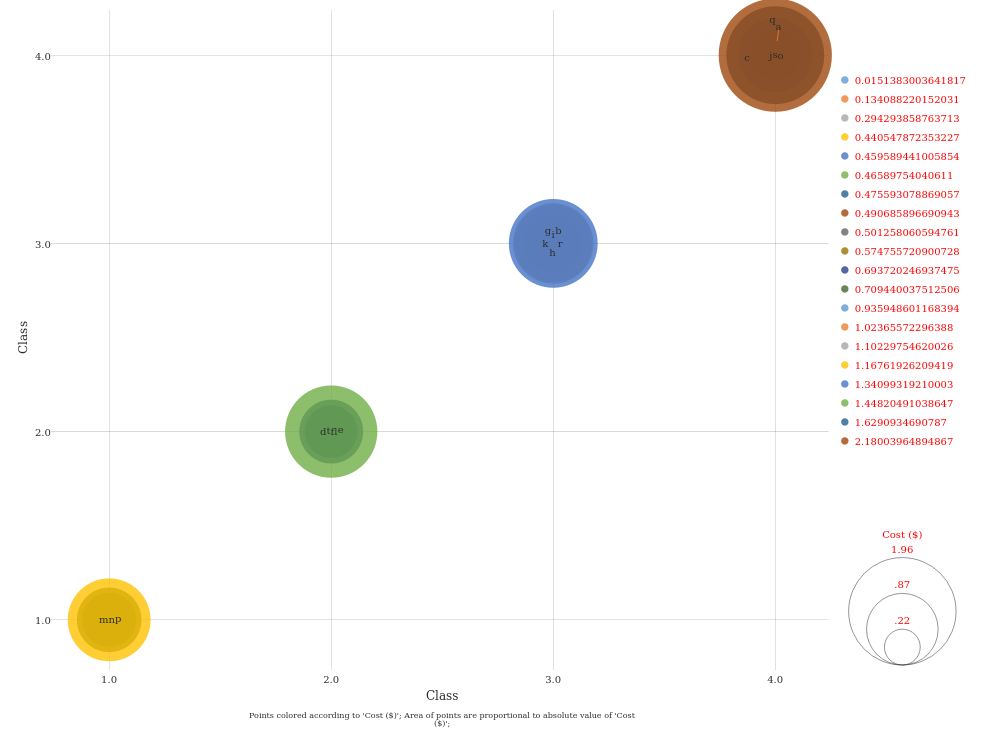 q
a
c jso
4.0
0.0151383003641817
0.134088220152031
0.294293858763713
0.440547872353227
0.459589441005854
0.46589754040611
0.475593078869057
0.490685896690943
0.501258060594761
0.574755720900728
0.693720246937475
0.709440037512506
0.935948601168394
1.02365572296388
1.10229754620026
1.16761926209419
1.34099319210003
1.44820491038647
1.6290934690787
2.18003964894867
gib
k r
h
3.0
Class
dtfle
2.0
Cost ($)
1.96
.87
.22
mnp
1.0
1.0 2.0 3.0 4.0
Class
Points colored according to 'Cost ($)'; Area of points are proportional to absolute value of 'Cost
($)';